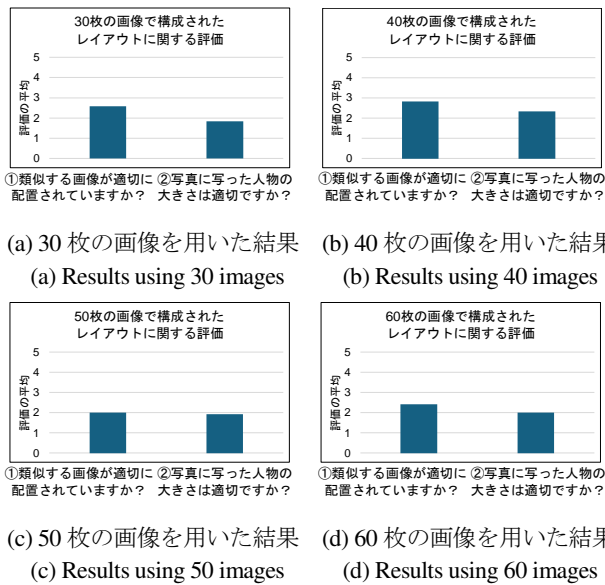 30枚の画像で構成された
レイアウトに関する評価
評価の平均
5
4
3
2
1
0
①類似する画像が適切に ②写真に写った人物の
配置されていますか? 大きさは適切ですか?
(a) 30 枚の画像を用いた結果
(a) Results using 30 images
40枚の画像で構成された
レイアウトに関する評価
評価の平均
5
4
3
2
1
0
①類似する画像が適切に ②写真に写った人物の
配置されていますか? 大きさは適切ですか?
(b) 40 枚の画像を用いた結果
(b) Results using 40 images
50枚の画像で構成された
レイアウトに関する評価
評価の平均
5
4
3
2
1
0
①類似する画像が適切に ②写真に写った人物の
配置されていますか? 大きさは適切ですか?
(c) 50 枚の画像を用いた結果
(c) Results using 50 images
60枚の画像で構成された
レイアウトに関する評価
評価の平均
5
4
3
2
1
0
①類似する画像が適切に ②写真に写った人物の
配置されていますか? 大きさは適切ですか?
(d) 60 枚の画像を用いた結果
(d) Results using 60 images